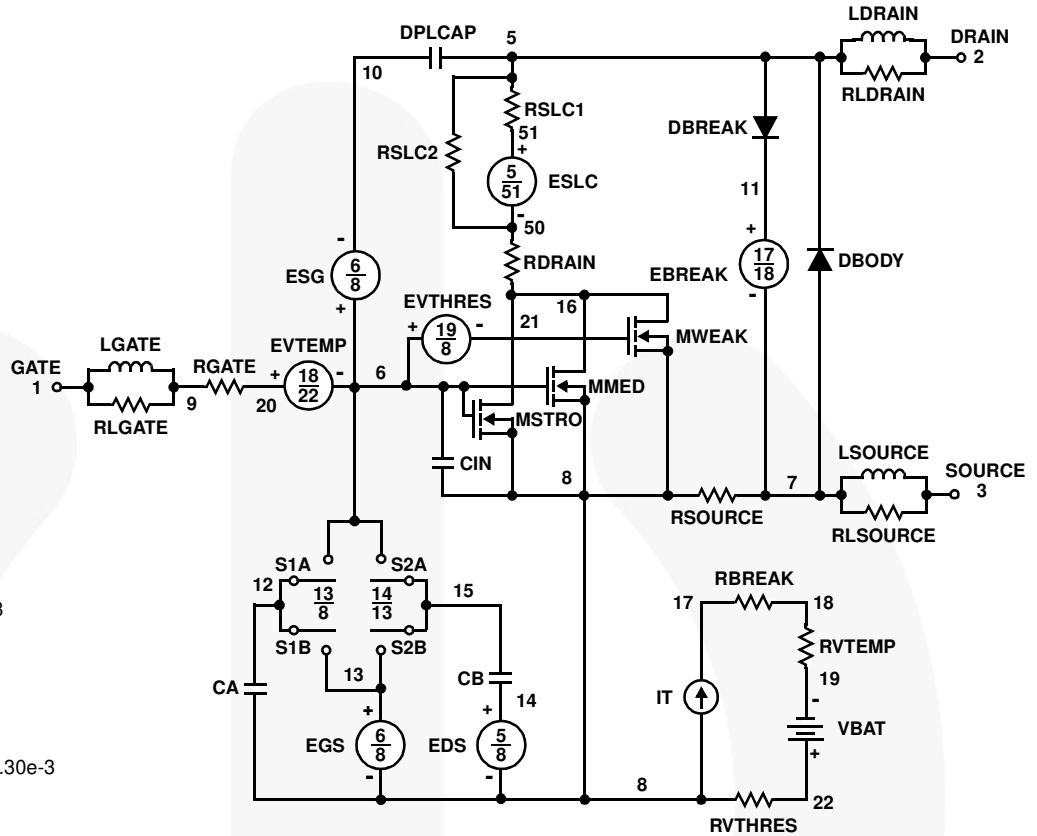 LDRAIN
DPLCAP 5 DRAIN
2
10
RLDRAIN
RSLC1
DBREAK
51
+
RSLC2
5
51
ESLC
11
-
50
- +
17
18
RDRAIN
DBODY
6
8
ESG
EBREAK
EVTHRES 16
+ 19
8
- 21
-
+
MWEAK
LGATE EVTEMP
GATE
1
RGATE + 18
22
- 6
MMED
9 20
MSTRO
RLGATE
LSOURCE
CIN
8 7 SOURCE
3
RSOURCE
RLSOURCE
S1A S2A
12 13
8
14
13
15
RBREAK
17 18
S1B S2B
RVTEMP
13
CA CB
19
IT
14
-
+ +
VBAT
EGS 6
8
EDS 5
8
+
- -
8 22
RVTHRES
.30e-3